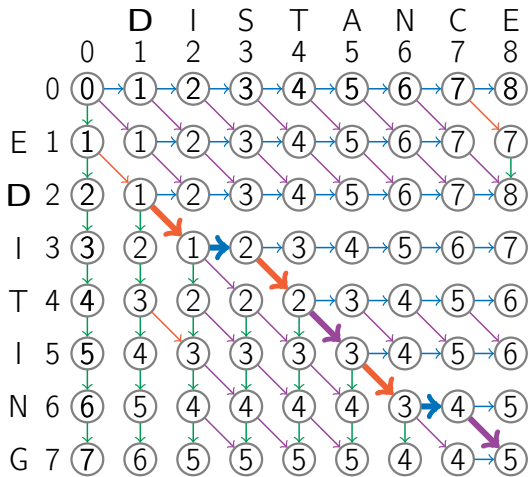 D I S T A N C E
0 1 2 3 4 5 6 7 8
0 0 1 2 3 4 5 6 7 8
E 1 1 1 2 3 4 5 6 7 7
D 2 2 1 2 3 4 5 6 7 8
I 3 3 2 1 2 3 4 5 6 7
T 4 4 3 2 2 2 3 4 5 6
I 5 5 4 3 3 3 3 4 5 6
N 6 6 5 4 4 4 4 3 4 5
G 7 7 6 5 5 5 5 4 4 5